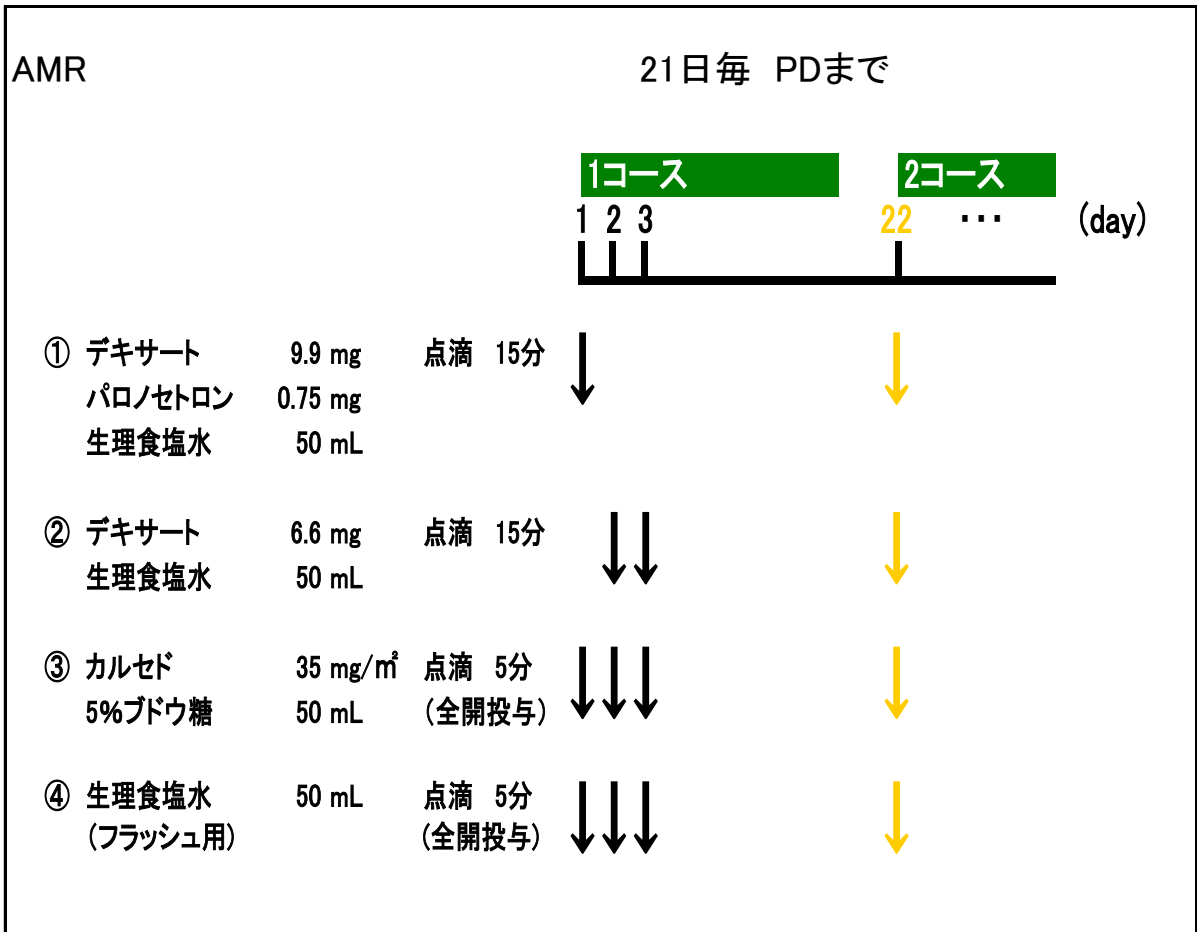 AMR 21日毎 PDまで
1コース 2コース
1 2 3 22 ・・・ (day)
① デキサート 9.9 mg 点滴 15分
パロノセトロン 0.75 mg
生理食塩水 50 mL
② デキサート 6.6 mg 点滴 15分
生理食塩水 50 mL
③ カルセド 35 mg/㎡ 点滴 5分
5%ブドウ糖 50 mL (全開投与)
④ 生理食塩水 50 mL 点滴 5分
(フラッシュ用) (全開投与)